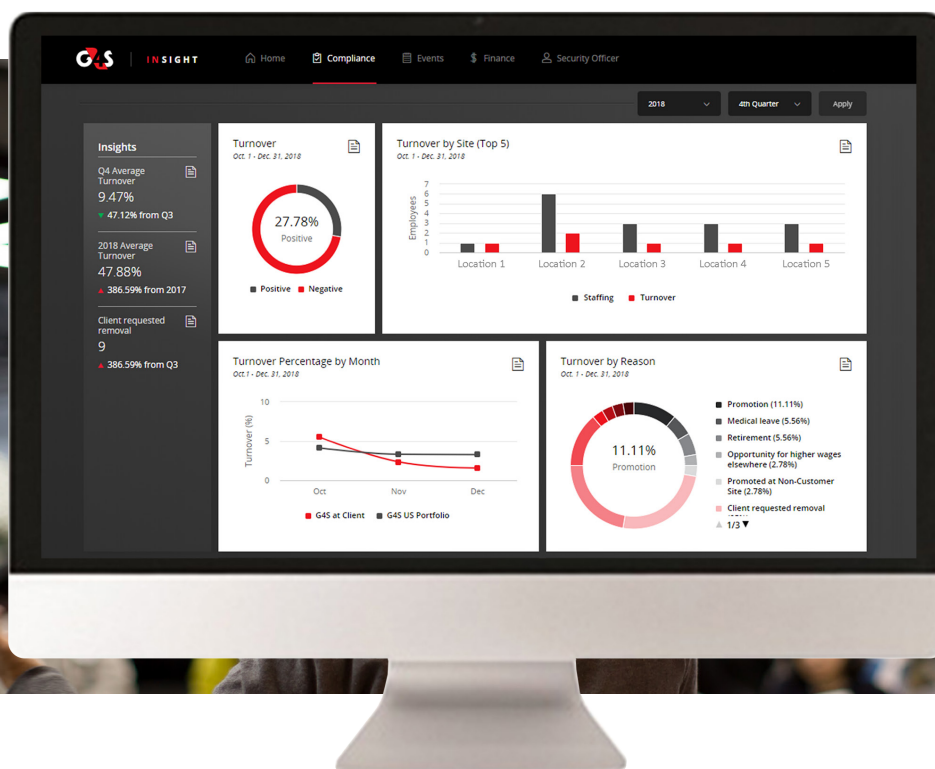 G4S
INSIGHT
Home
Compliance
Events
Finance
Security Officer
2018
4th Quarter
Apply
Insights
Q4 Average
Turnover
9.47%
47.12% from Q3
2018 Average
Turnover
47.88%
386.59% from 2017
Client requested
removal
9
386.59% from Q3
Turnover
Oct. 1 - Dec. 31, 2018
27.78%
Positive
Positive
Negative
Turnover by Site (Top 5)
Oct. 1 - Dec. 31, 2018
Employees
7
6
5
4
3
2
1
0
Location 1
Location 2
Location 3
Location 4
Location 5
Staffing
Turnover
Turnover Percentage by Month
Oct.1 - Dec. 31, 2018
Turnover (%)
10
5
0
Oct
Nov
Dec
G4S at Client
G4S US Portfolio
Turnover by Reason
Oct. 1 - Dec. 31, 2018
11.11%
Promotion
Promotion (11.11%)
Medical leave (5.56%)
Retirement (5.56%)
Opportunity for higher wages
elsewhere (2.78%)
Promoted at Non-Customer
Site (2.78%)
Client requested removal
1/3